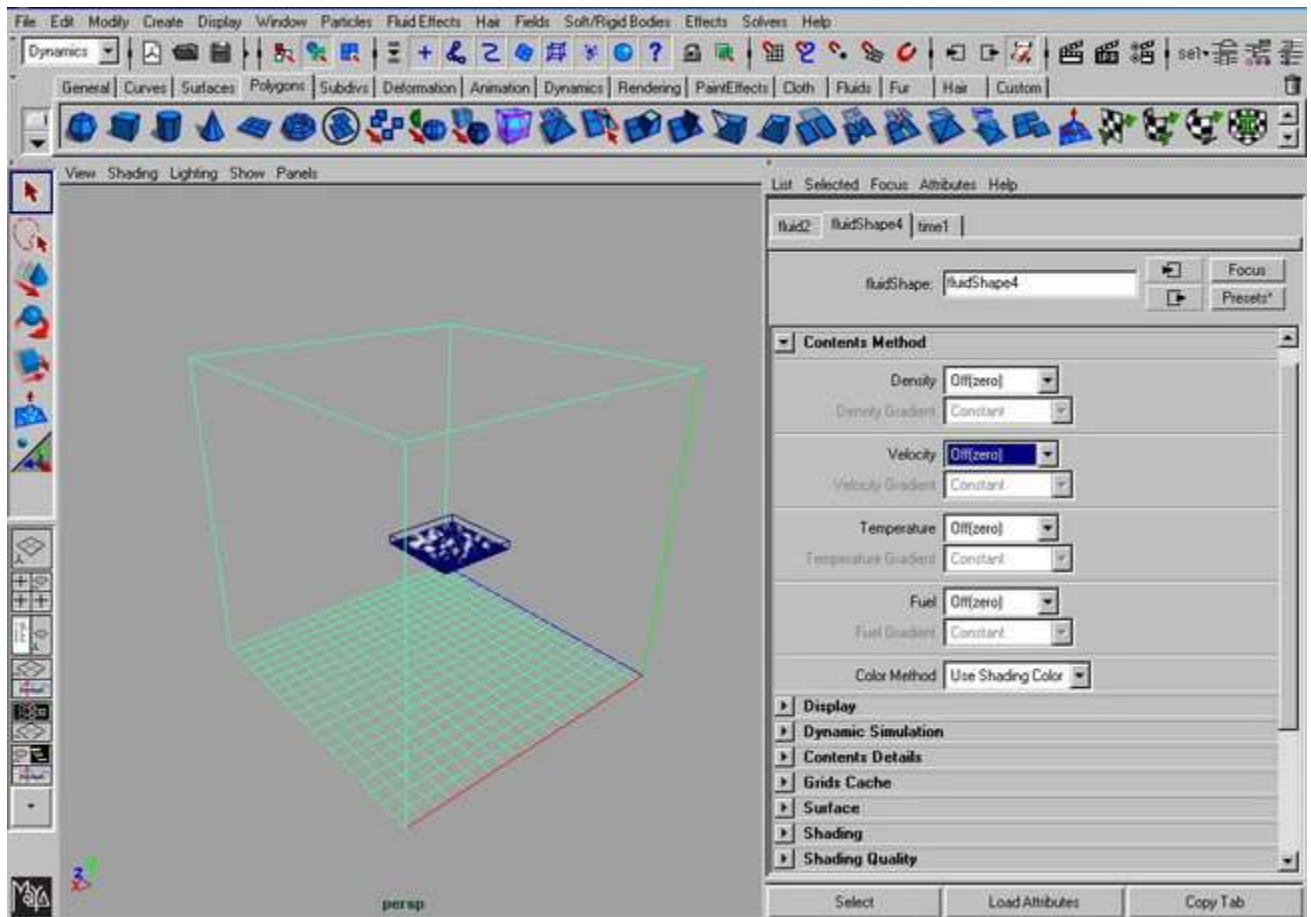 File Edit Modify Create Display Window Particles Fluid Effects Hair Fields Soft/Rigid Bodies Effects Solvers Help
Dynamics sel
General Curves Surfaces Polygons Subdivs Deformation Animation Dynamics Rendering PaintEffects Cloth Fluids Fur Hair Custom
View Shading Lighting Show Panels
List Selected Focus Attributes Help
fluid2 fluidShape4 time1
fluidShape: fluidShape4
Focus
Presets*
Contents Method
Density Off(zero)
Density Gradient Constant
Velocity Off(zero)
Velocity Gradient Constant
Temperature Off(zero)
Temperature Gradient Constant
Fuel Off(zero)
Fuel Gradient Constant
Color Method Use Shading Color
Display
Dynamic Simulation
Contents Details
Grids Cache
Surface
Shading
Shading Quality
persp
Select Load Attributes Copy Tab
MAYA